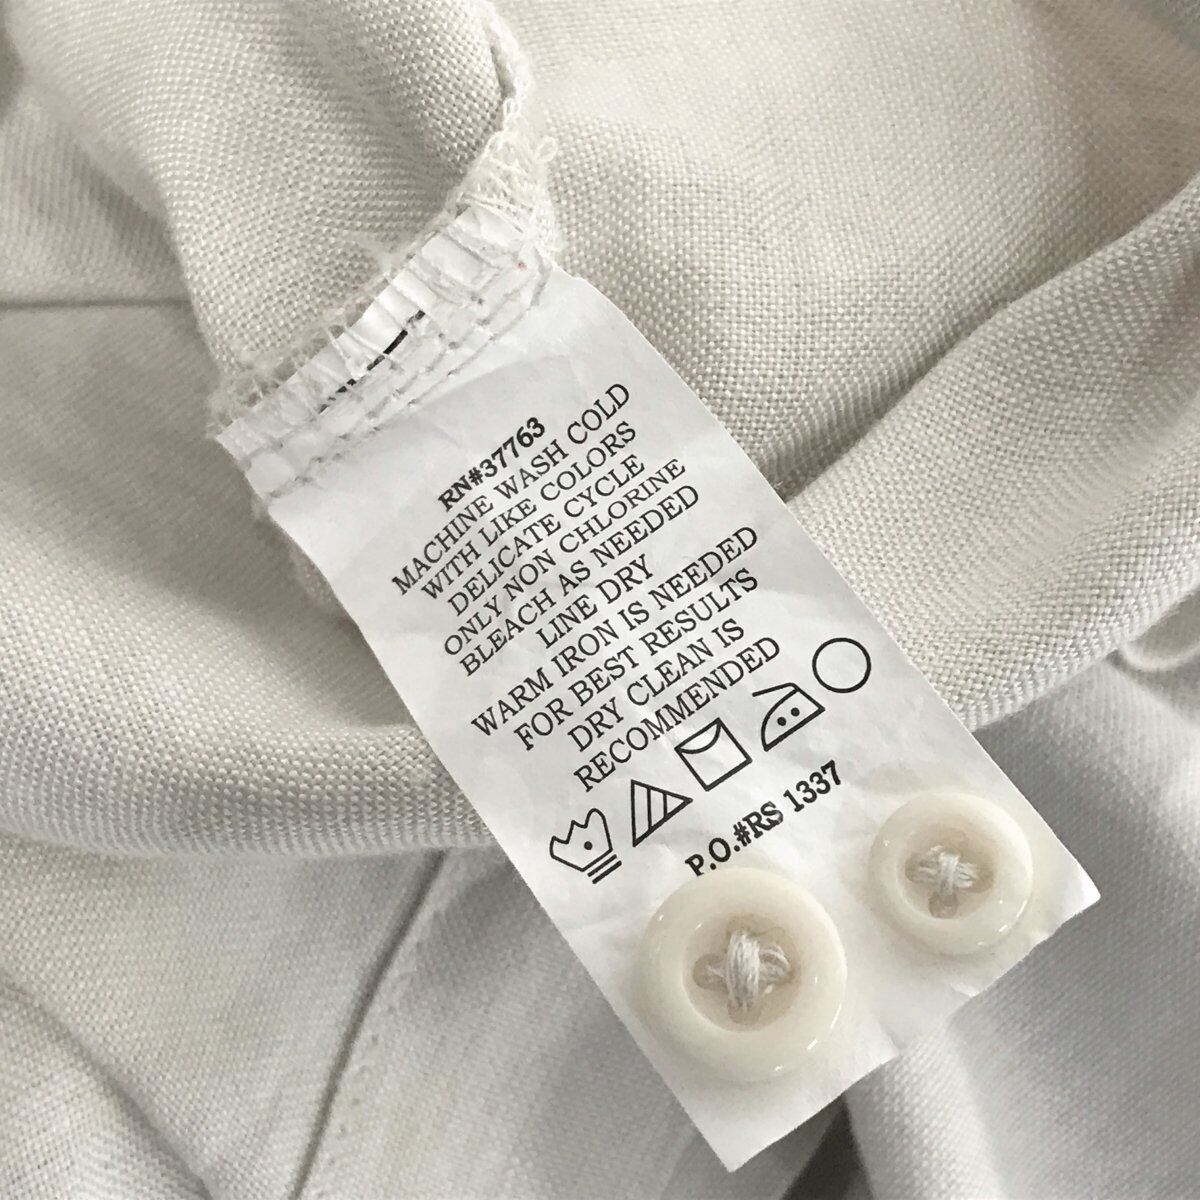 RN#37763
MACHINE WASH COLD
WITH LIKE COLORS
DELICATE CYCLE
ONLY NON CHLORINE
BLEACH AS NEEDED
LINE DRY
WARM IRON IS NEEDED
FOR BEST RESULTS
DRY CLEAN IS
RECOMMENDED
P.O.#RS 1337